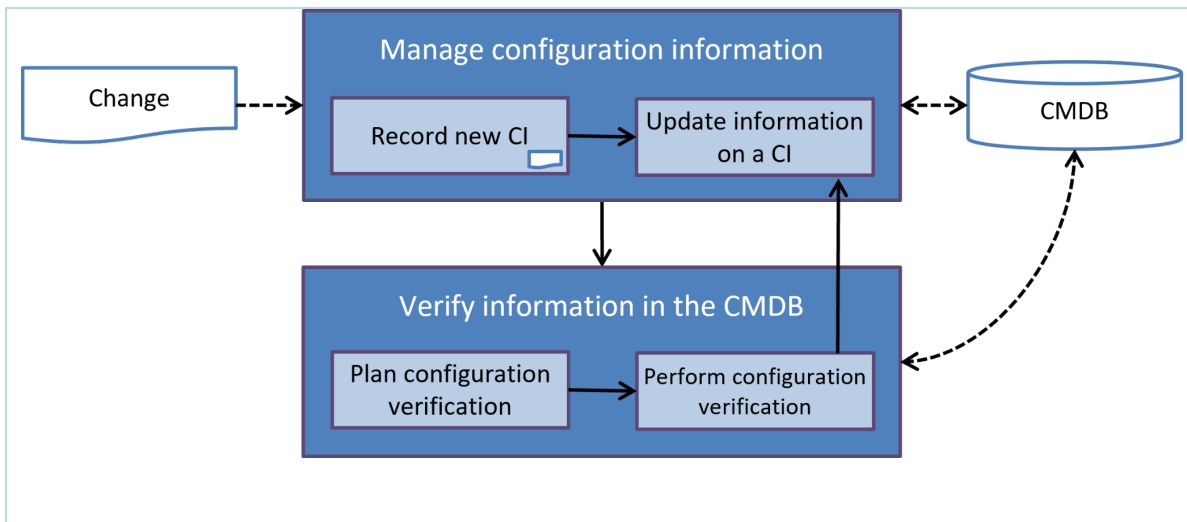 Manage configuration information
Change
CMDB
Record new CI
Update information
on a CI
Verify information in the CMDB
Plan configuration
verification
Perform configuration
verification